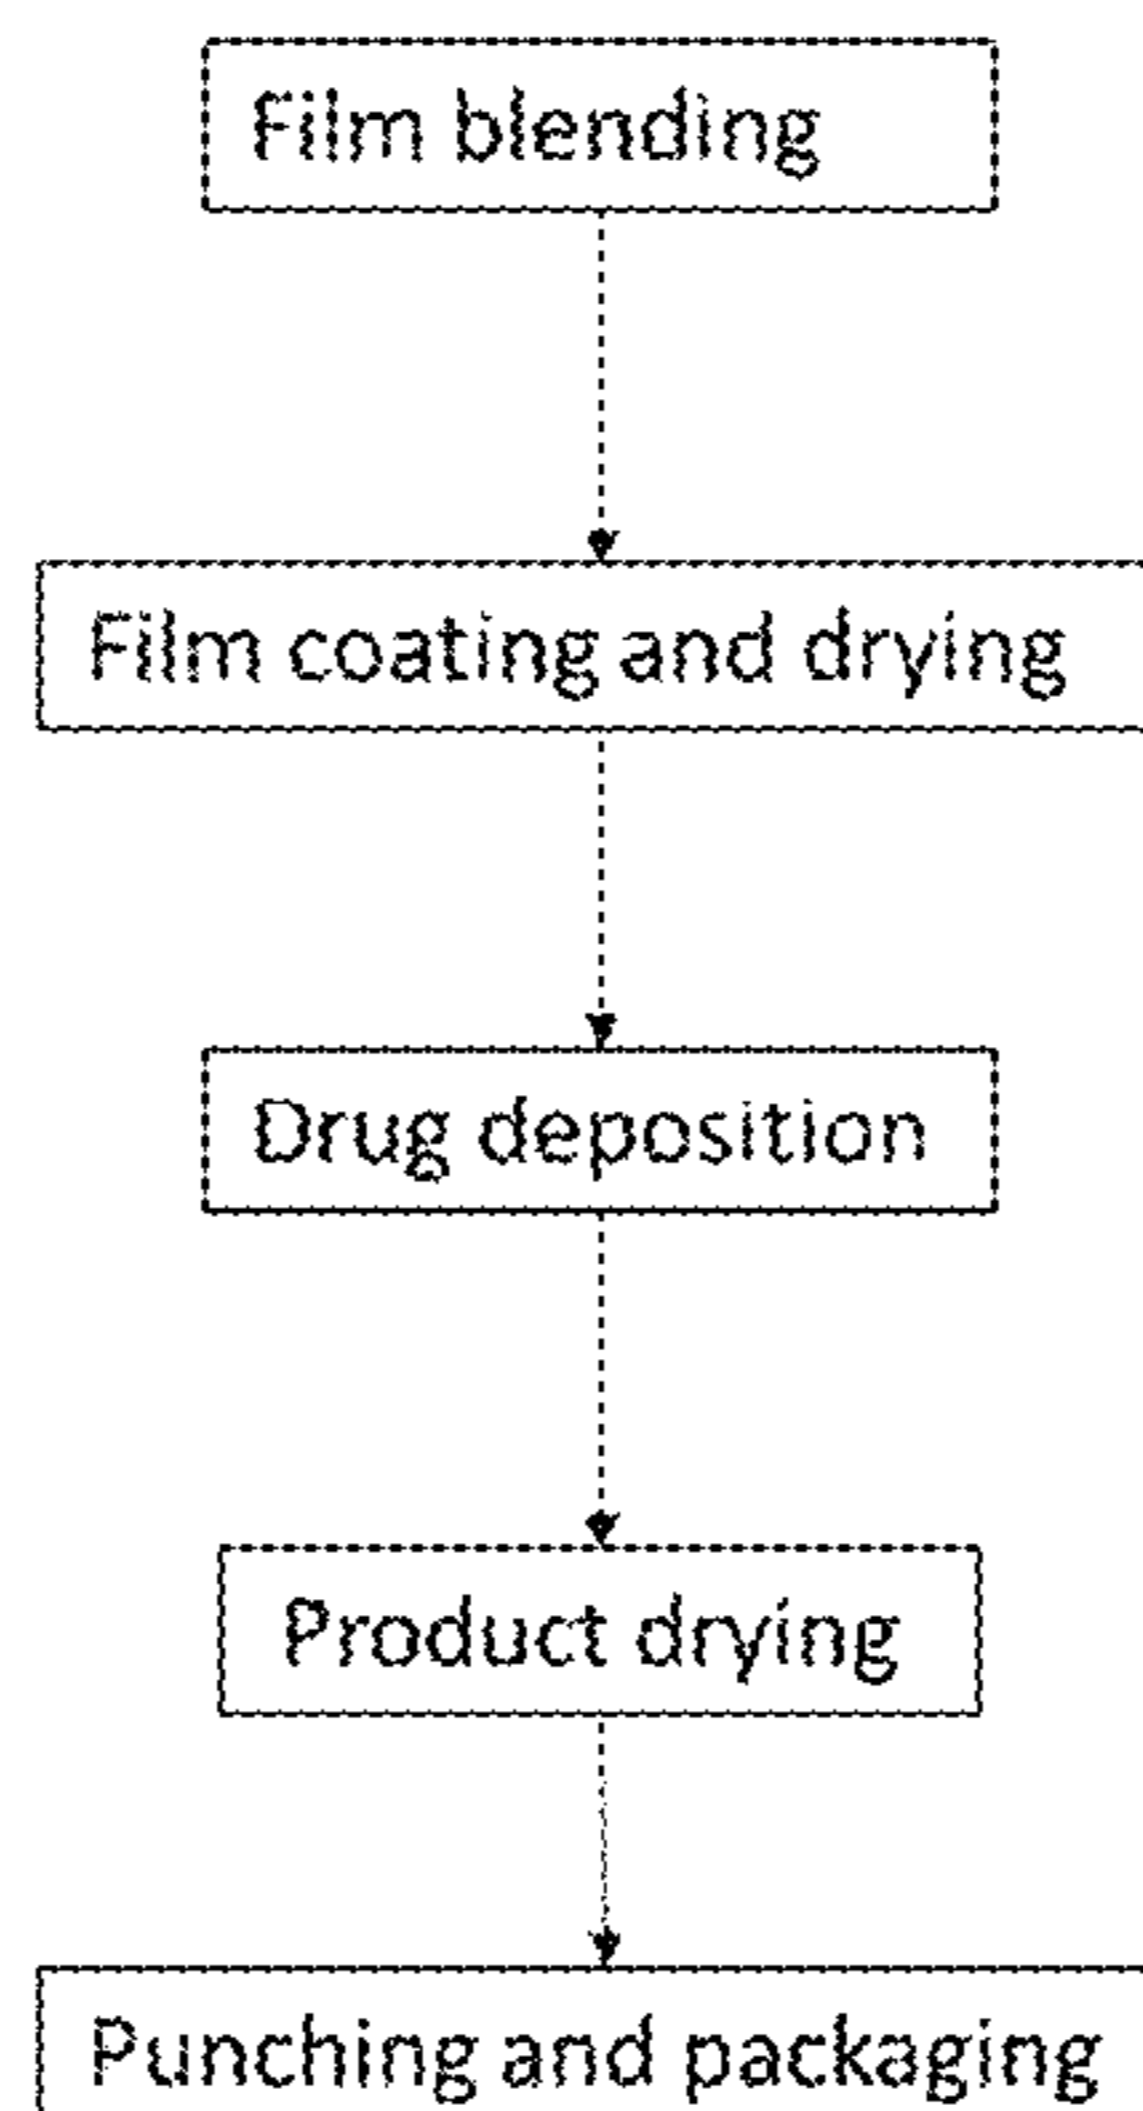 Film blending
Film coating and drying
Drug deposition
Product drying
Punching and packaging